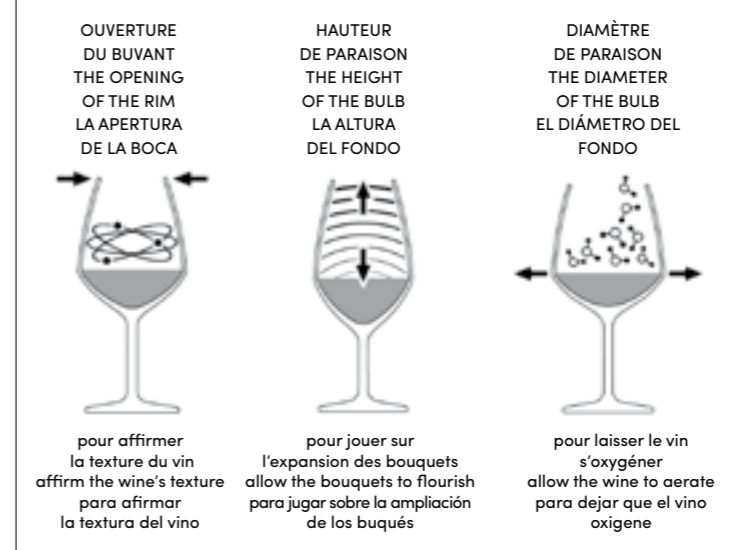 OUVERTURE
DU BUVANT
THE OPENING
OF THE RIM
LA APERTURA
DE LA BOCA
pour affirmer
la texture du vin
affirm the wine's texture
para afirmar
la textura del vino
HAUTEUR
DE PARAISON
THE HEIGHT
OF THE BULB
LA ALTURA
DEL FONDO
pour jouer sur
l'expansion des bouquets
allow the bouquets to flourish
para jugar sobre la ampliación
de los buqués
DIAMÈTRE
DE PARAISON
THE DIAMETER
OF THE BULB
EL DIÁMETRO DEL
FONDO
pour laisser le vin
s'oxygéner
allow the wine to aerate
para dejar que el vino
oxigene